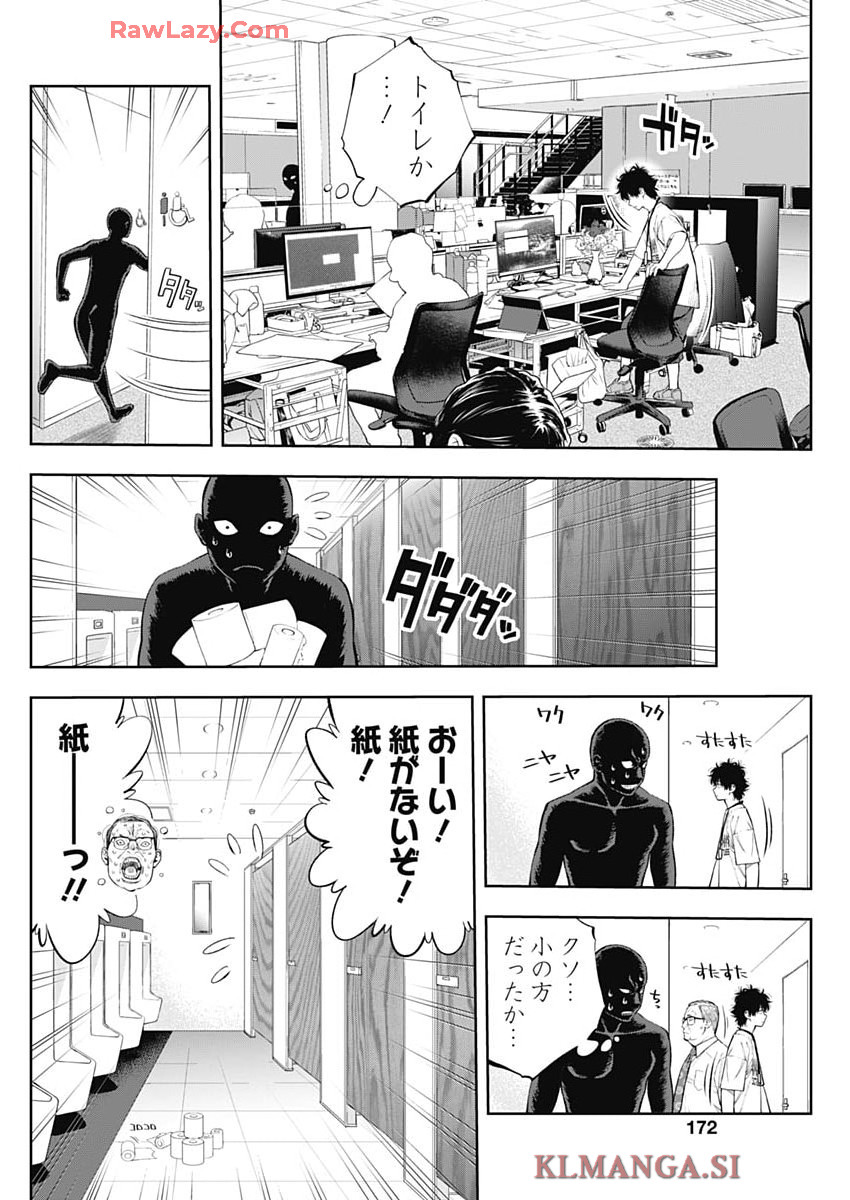 RawLazy.Com
トイレか
…！
ガタッ
タタタッ
ダダダダッ
ワク
ワク
ニヤ
ニヤ
すたすた
クソ…
小の方
だったか…
ち、
すたすた
おーい！
紙がないぞ！
紙！
紙ーーっ!!
172
KLMANGA.SI